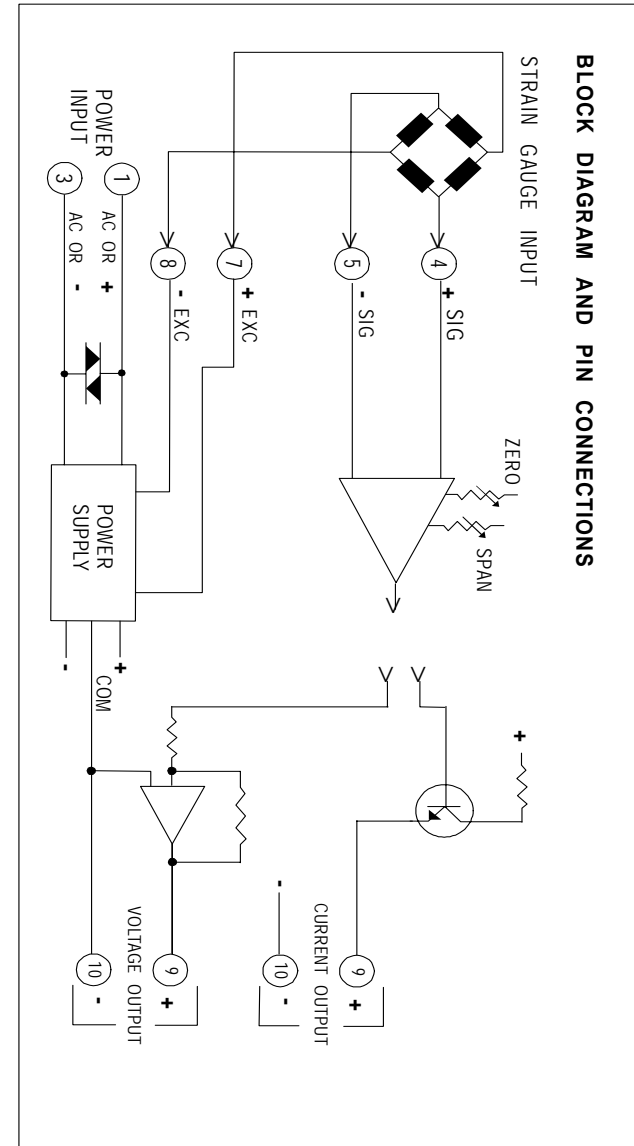 BLOCK DIAGRAM AND PIN CONNECTIONS
STRAIN GAUGE INPUT
4
+ SIG
5
- SIG
ZERO
SPAN
7
+ EXC
8
- EXC
POWER
INPUT
1
AC OR +
3
AC OR -
POWER
SUPPLY
+
COM
-
+
9
+
CURRENT OUTPUT
-
10
-
9
+
VOLTAGE OUTPUT
10
-